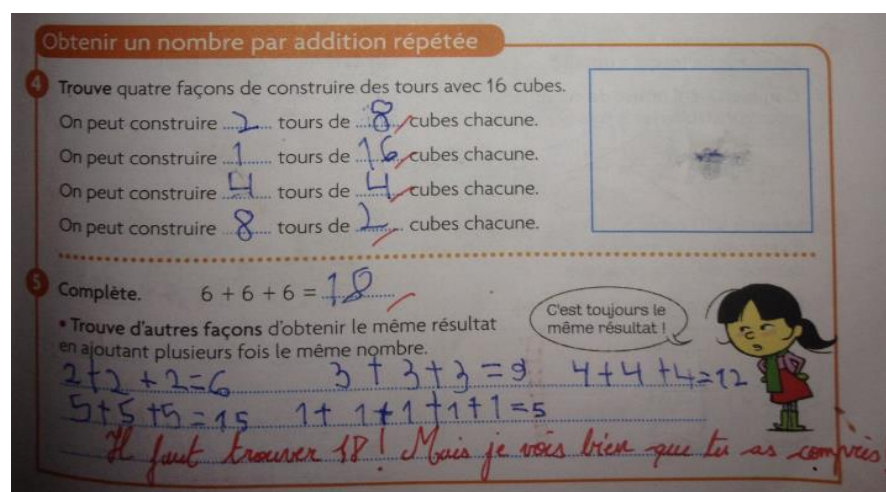 Obtenir un nombre par addition répétée
4 Trouve quatre façons de construire des tours avec 16 cubes.
On peut construire 2 tours de 8 cubes chacune.
On peut construire 1 tours de 16 cubes chacune.
On peut construire 4 tours de 4 cubes chacune.
On peut construire 8 tours de 2 cubes chacune.
5 Complète. 6 + 6 + 6 = 18
• Trouve d'autres façons d'obtenir le même résultat
en ajoutant plusieurs fois le même nombre.
C'est toujours le
même résultat !
2+2+2=6 3+3+3=9 4+4+4=12
5+5+5=15 1+1+1+1+1=5
Il faut trouver 18 ! Mais je vois bien que tu as compris